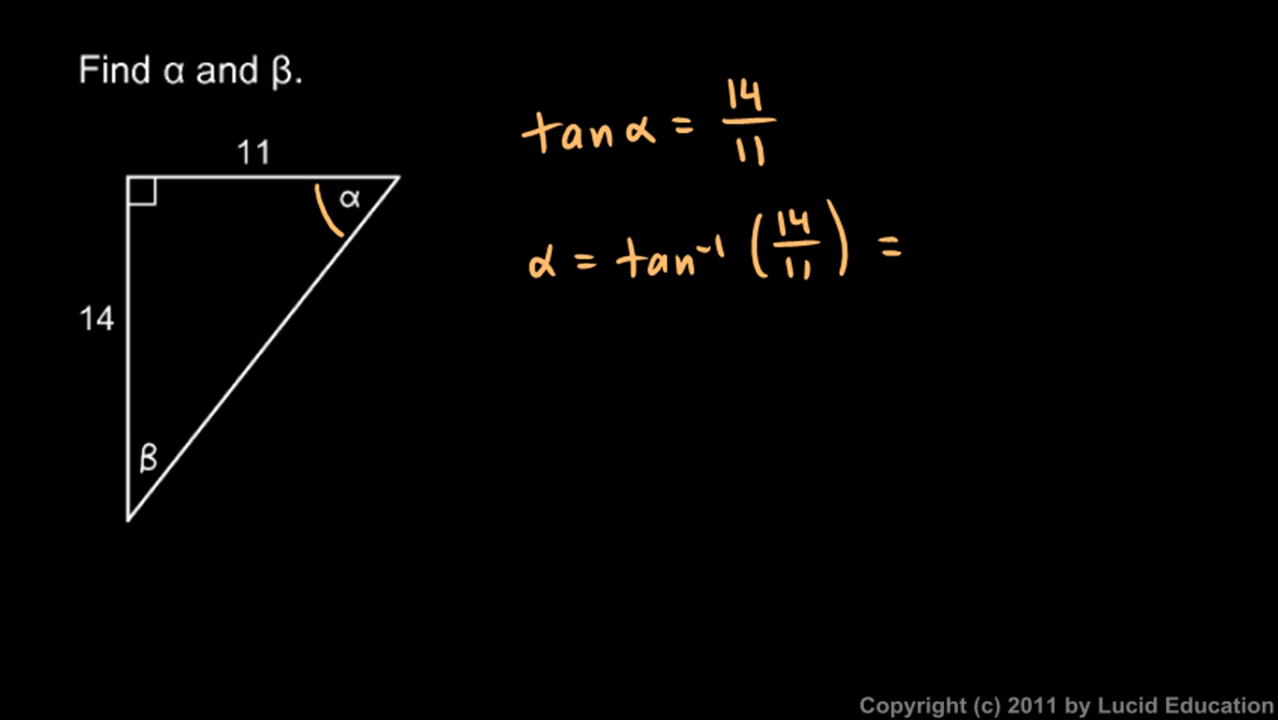 Find α and β.
tan α = 14/11
11
α
α = tan⁻¹ (14/11) =
14
β
Copyright (c) 2011 by Lucid Education